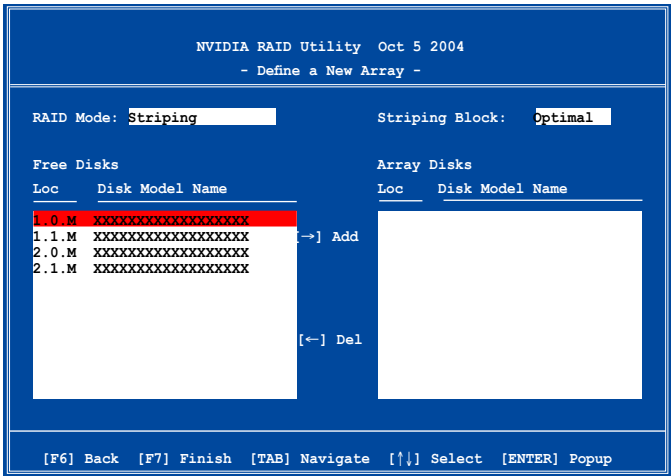 NVIDIA RAID Utility Oct 5 2004
- Define a New Array -
RAID Mode: Striping Striping Block: Optimal
Free Disks Array Disks
Loc Disk Model Name Loc Disk Model Name
1.0.M XXXXXXXXXXXXXXXXXX
1.1.M XXXXXXXXXXXXXXXXXX
[→] Add
2.0.M XXXXXXXXXXXXXXXXXX
2.1.M XXXXXXXXXXXXXXXXXX
[←] Del
[F6] Back [F7] Finish [TAB] Navigate [↑↓] Select [ENTER] Popup